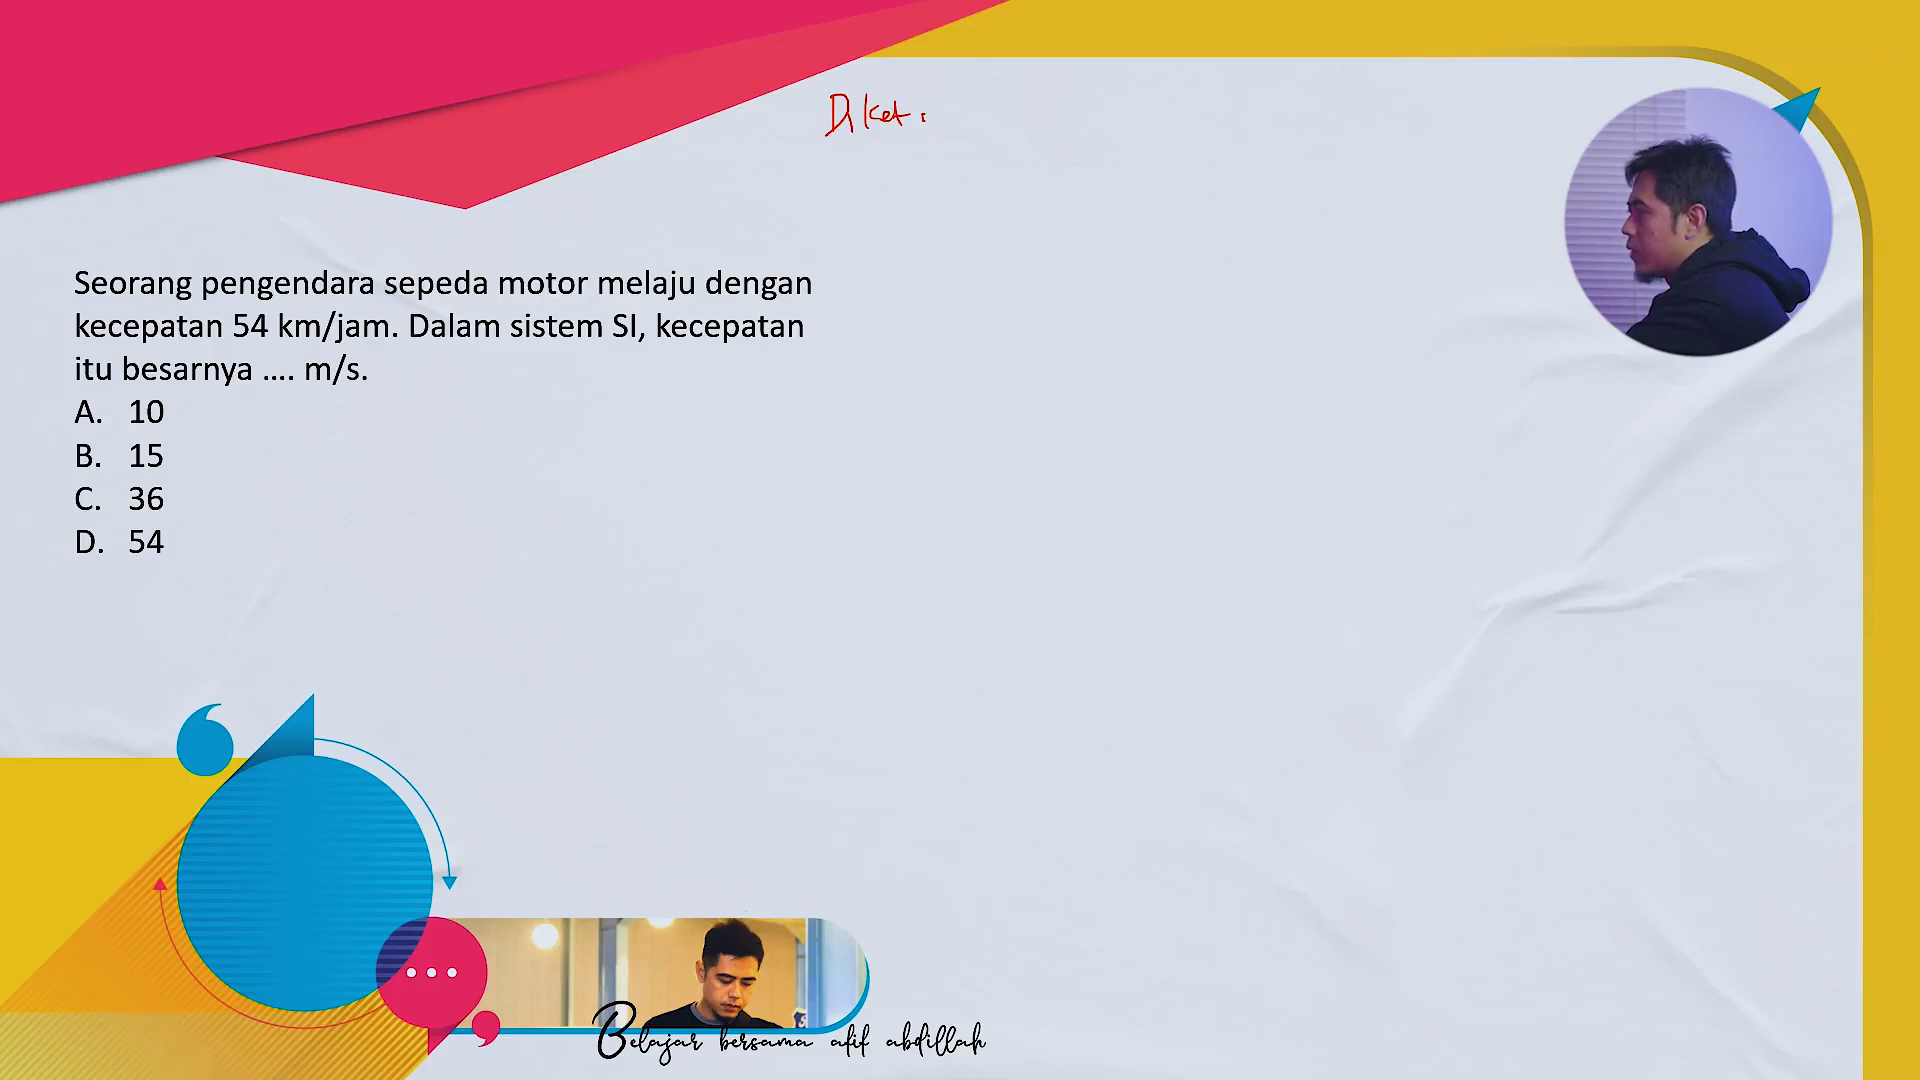 Diket :
Seorang pengendara sepeda motor melaju dengan
kecepatan 54 km/jam. Dalam sistem SI, kecepatan
itu besarnya .... m/s.
A. 10
B. 15
C. 36
D. 54
Belajar bersama afif abdillah